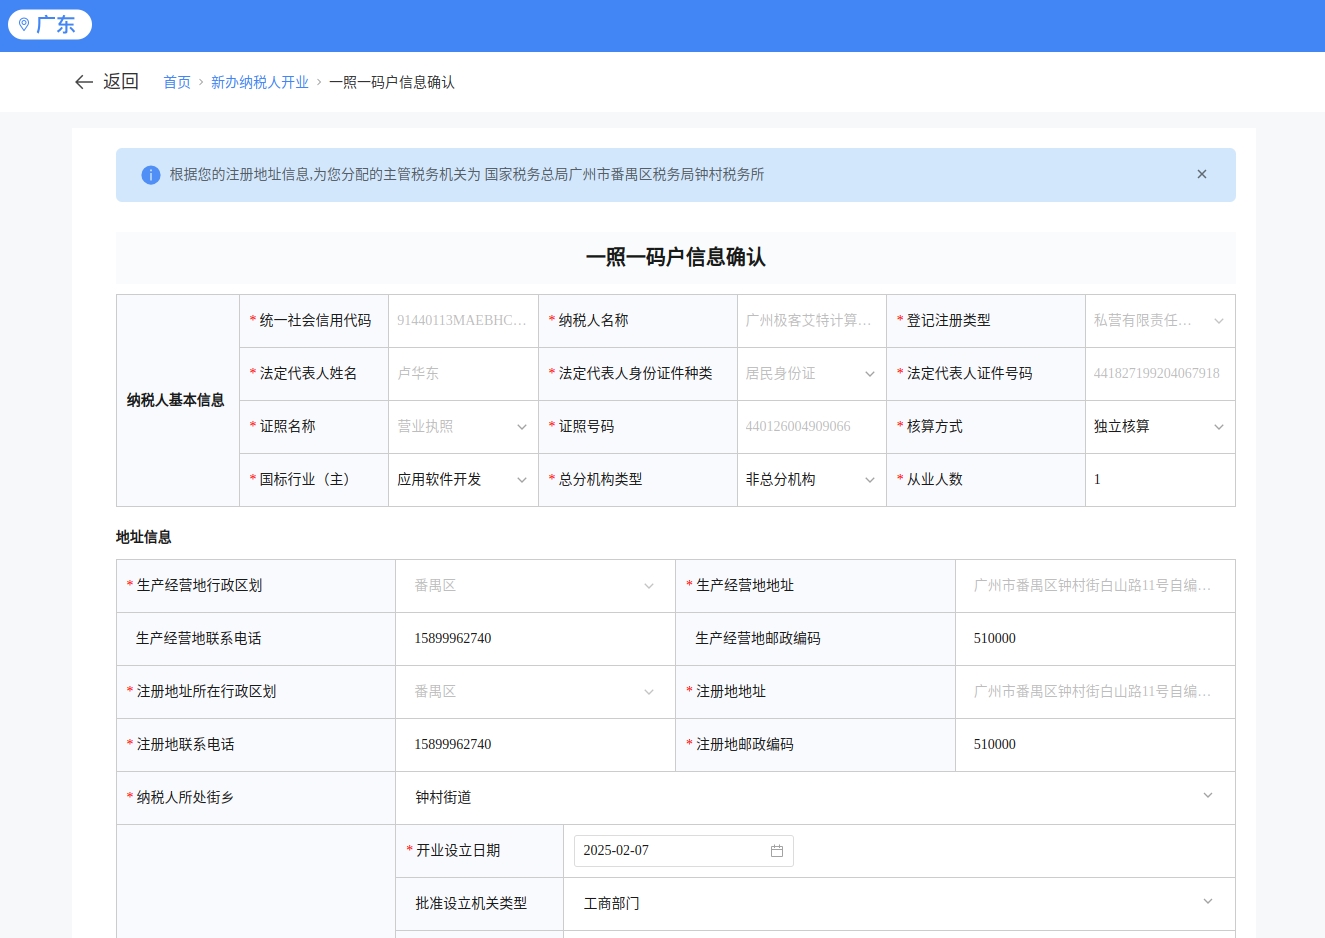 广东
返回 首页 > 新办纳税人开业 > 一照一码户信息确认
根据您的注册地址信息,为您分配的主管税务机关为 国家税务总局广州市番禺区税务局钟村税务所
一照一码户信息确认
纳税人基本信息
* 统一社会信用代码 91440113MAEBHC... * 纳税人名称 广州极客艾特计算... * 登记注册类型 私营有限责任...
* 法定代表人姓名 卢华东 * 法定代表人身份证件种类 居民身份证 * 法定代表人证件号码 441827199204067918
* 证照名称 营业执照 * 证照号码 440126004909066 * 核算方式 独立核算
* 国标行业（主） 应用软件开发 * 总分机构类型 非总分机构 * 从业人数 1
地址信息
* 生产经营地行政区划 番禺区 * 生产经营地地址 广州市番禺区钟村街白山路11号自编...
生产经营地联系电话 15899962740 生产经营地邮政编码 510000
* 注册地址所在行政区划 番禺区 * 注册地地址 广州市番禺区钟村街白山路11号自编...
* 注册地联系电话 15899962740 * 注册地邮政编码 510000
* 纳税人所处街乡 钟村街道
* 开业设立日期 2025-02-07
批准设立机关类型 工商部门